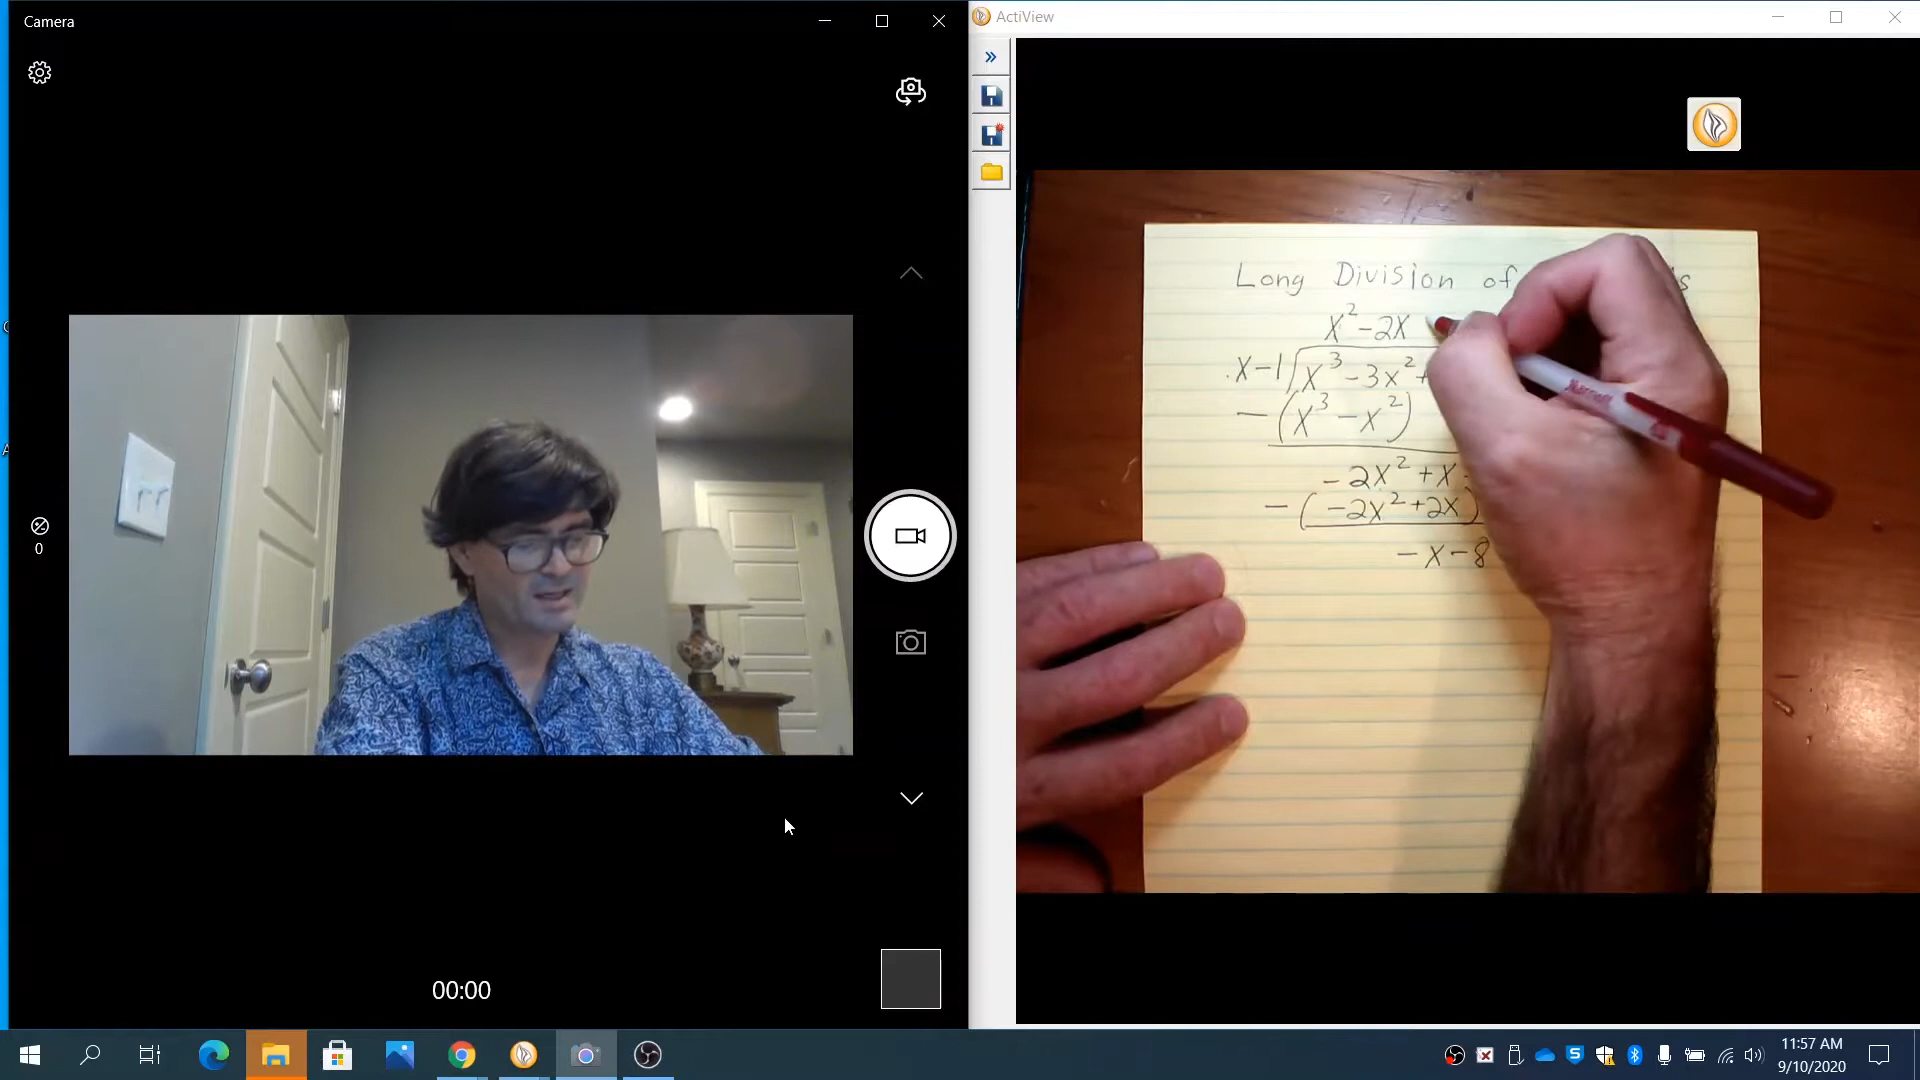 Camera
ActiView
Long Division of
x² - 2x
x - 1 x³ - 3x² +
- (x³ - x²)
- 2x² + x
- (-2x² + 2x)
- x - 8
0
00:00
11:57 AM
9/10/2020